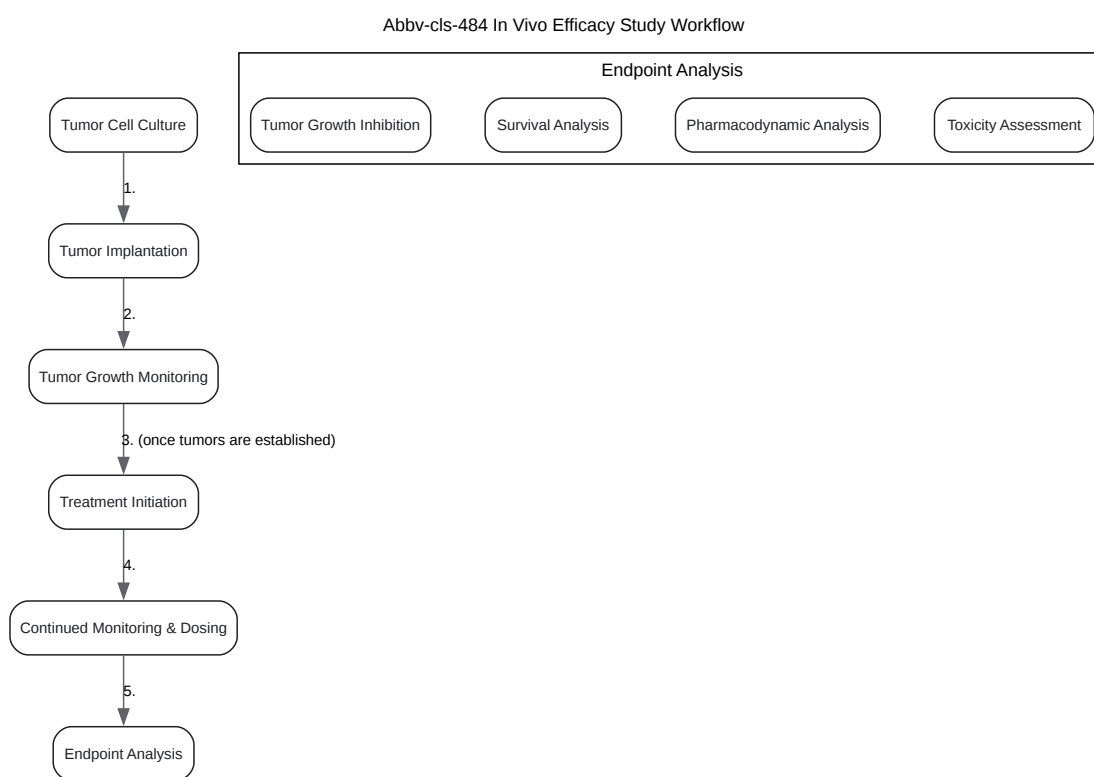 Abbv-cls-484 In Vivo Efficacy Study Workflow
Endpoint Analysis
Tumor Cell Culture
Tumor Growth Inhibition
Survival Analysis
Pharmacodynamic Analysis
Toxicity Assessment
1.
Tumor Implantation
2.
Tumor Growth Monitoring
3. (once tumors are established)
Treatment Initiation
4.
Continued Monitoring & Dosing
5.
Endpoint Analysis